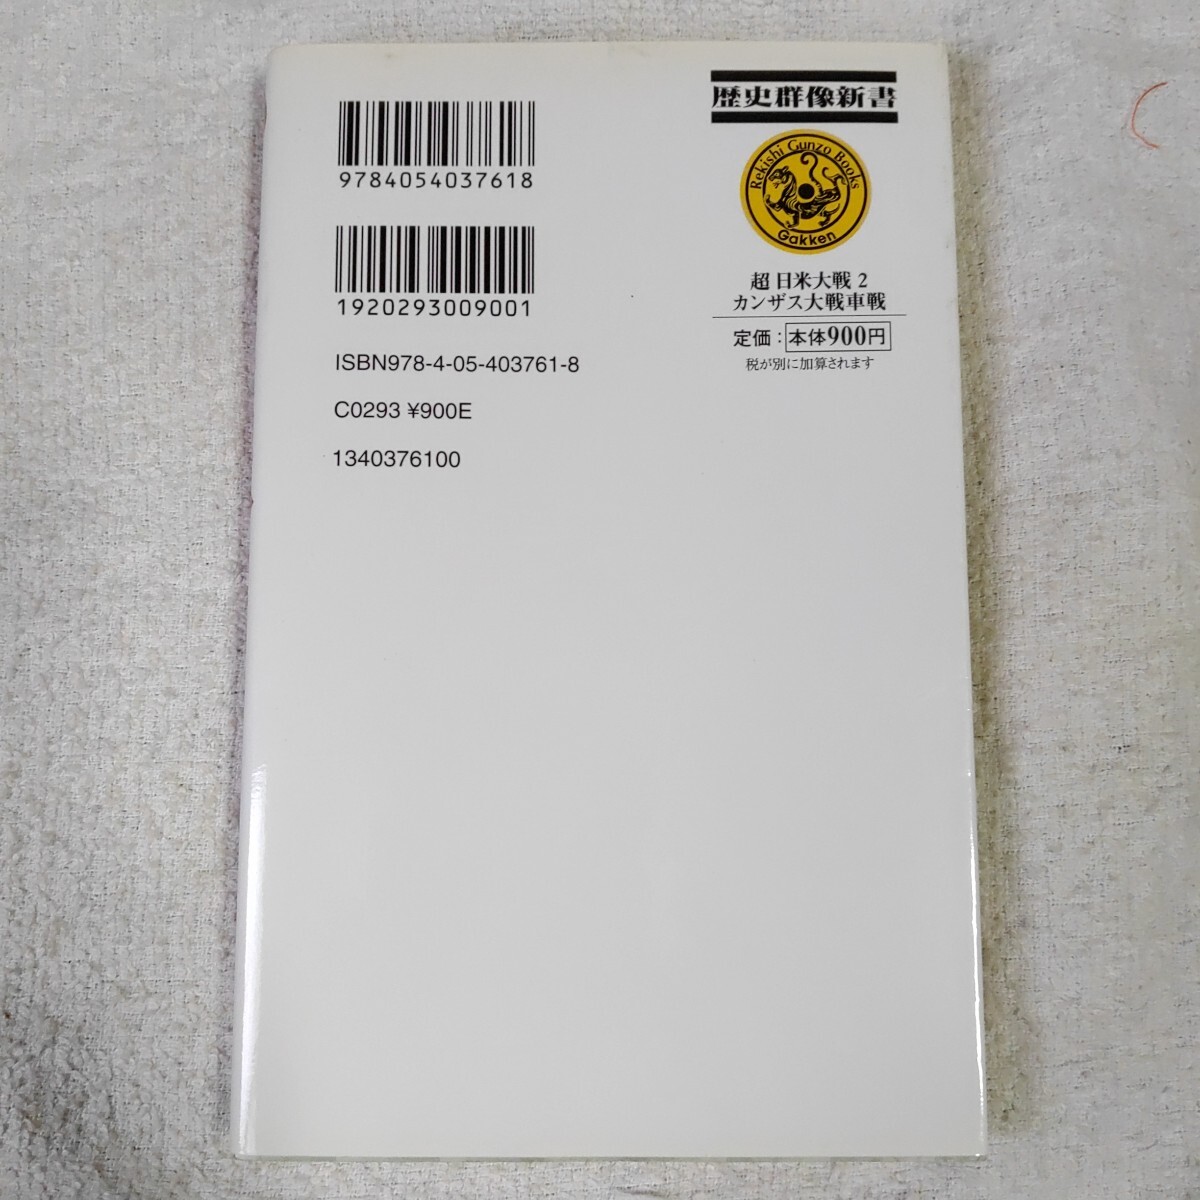 9784054037618
1920293009001
ISBN978-4-05-403761-8
C0293 ¥900E
1340376100
歴史群像新書
Rekishi Gunzo Books
Gakken
超 日米大戦 2
カンザス大戦車戦
定価：本体900円
税が別に加算されます